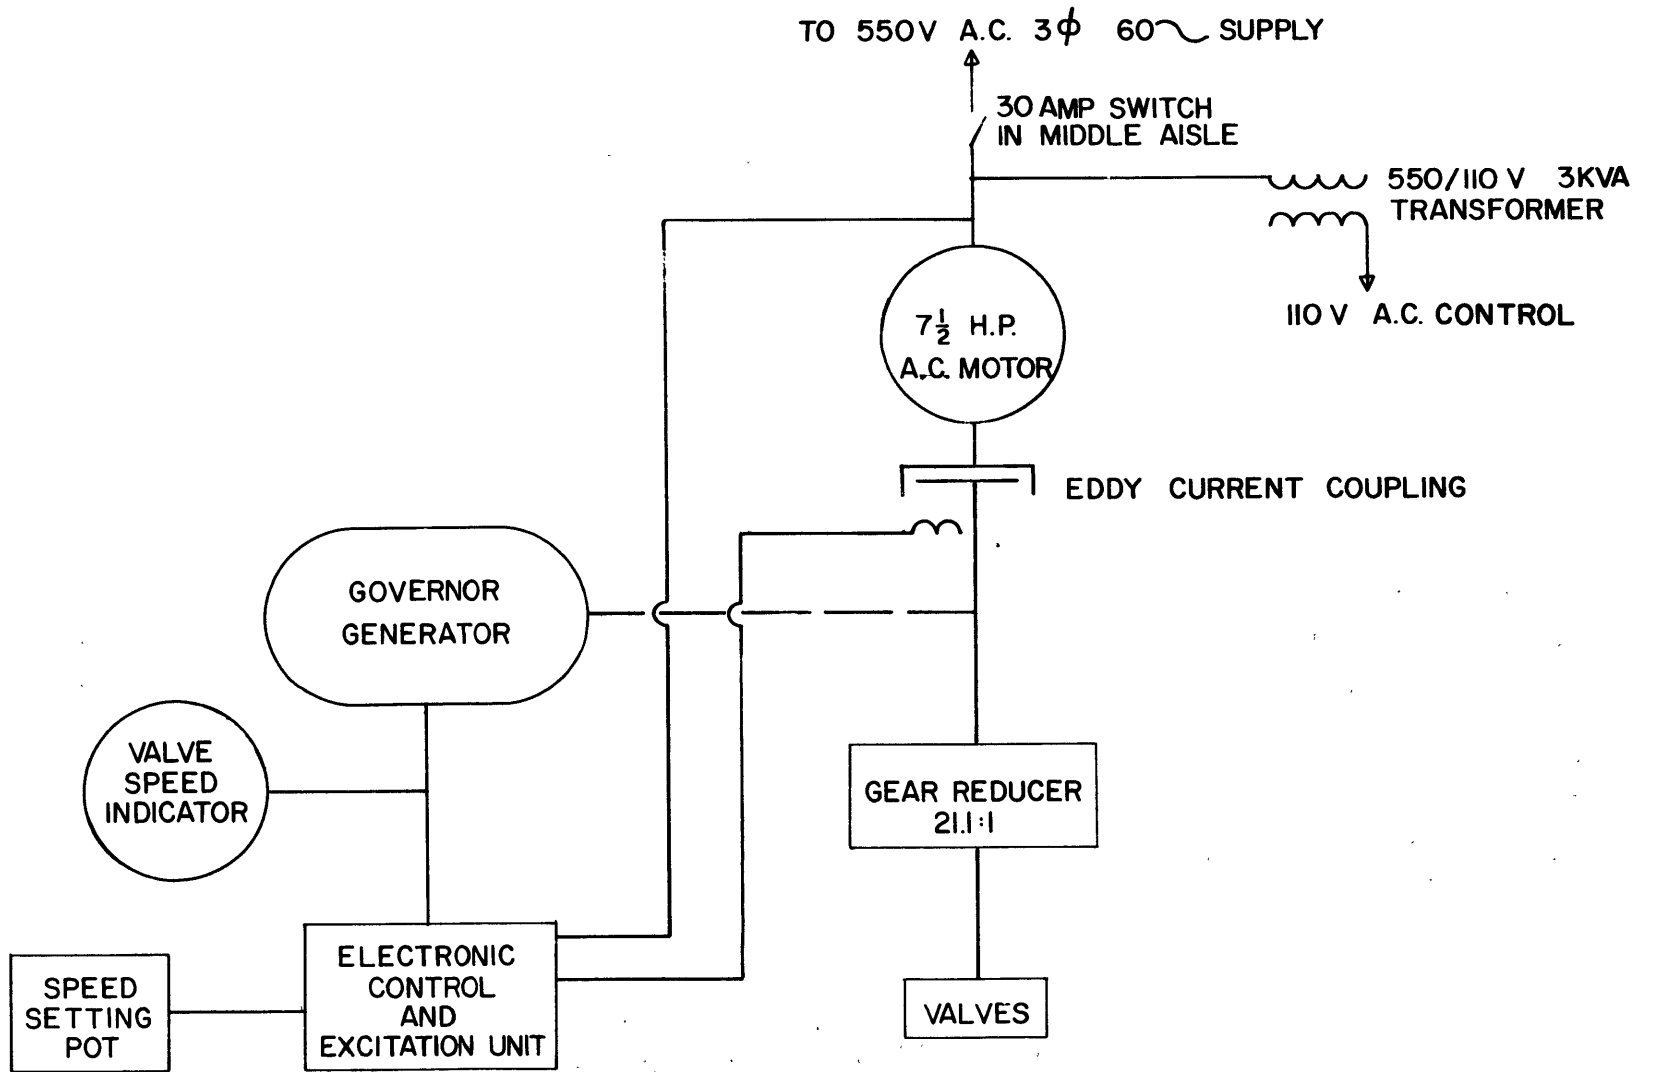 TO 550V A.C. 3ϕ 60～ SUPPLY
30 AMP SWITCH
IN MIDDLE AISLE
550/110 V 3KVA
TRANSFORMER
110 V A.C. CONTROL
7½ H.P.
A.C. MOTOR
EDDY CURRENT COUPLING
GOVERNOR
GENERATOR
VALVE
SPEED
INDICATOR
GEAR REDUCER
21.1:1
ELECTRONIC
CONTROL
AND
EXCITATION UNIT
SPEED
SETTING
POT
VALVES